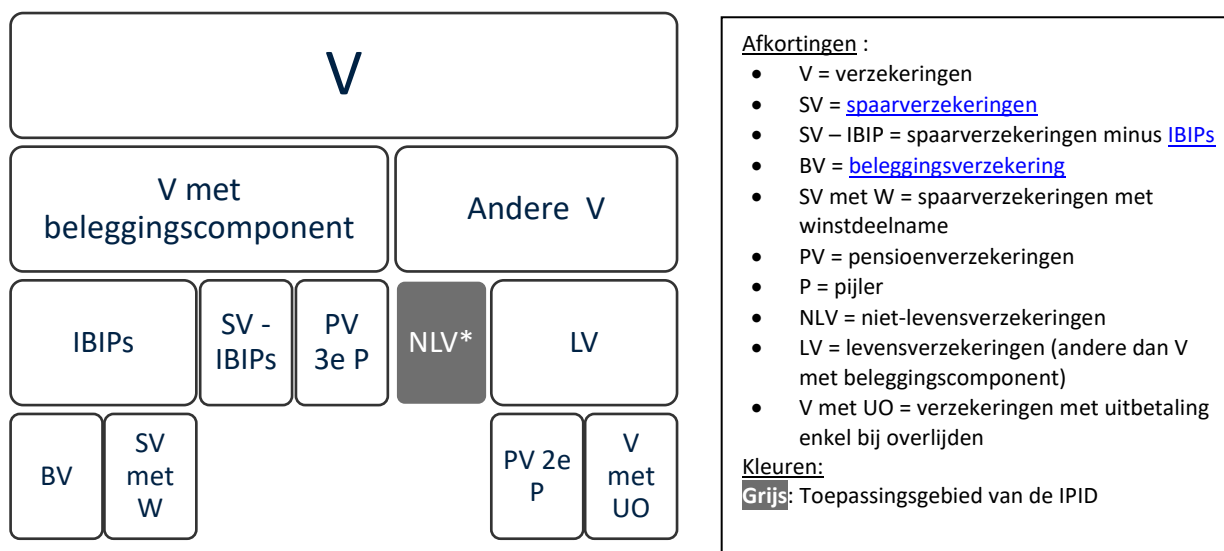 V
V met
beleggingscomponent
Andere V
IBIPs
SV -
IBIPs
PV
3e P
NLV*
LV
BV
SV
met
W
PV 2e
P
V
met
UO
Afkortingen :
• V = verzekeringen
• SV = spaarverzekeringen
• SV – IBIP = spaarverzekeringen minus IBIPs
• BV = beleggingsverzekering
• SV met W = spaarverzekeringen met
winstdeelname
• PV = pensioenverzekeringen
• P = pijler
• NLV = niet-levensverzekeringen
• LV = levensverzekeringen (andere dan V
met beleggingscomponent)
• V met UO = verzekeringen met uitbetaling
enkel bij overlijden
Kleuren:
Grijs: Toepassingsgebied van de IPID